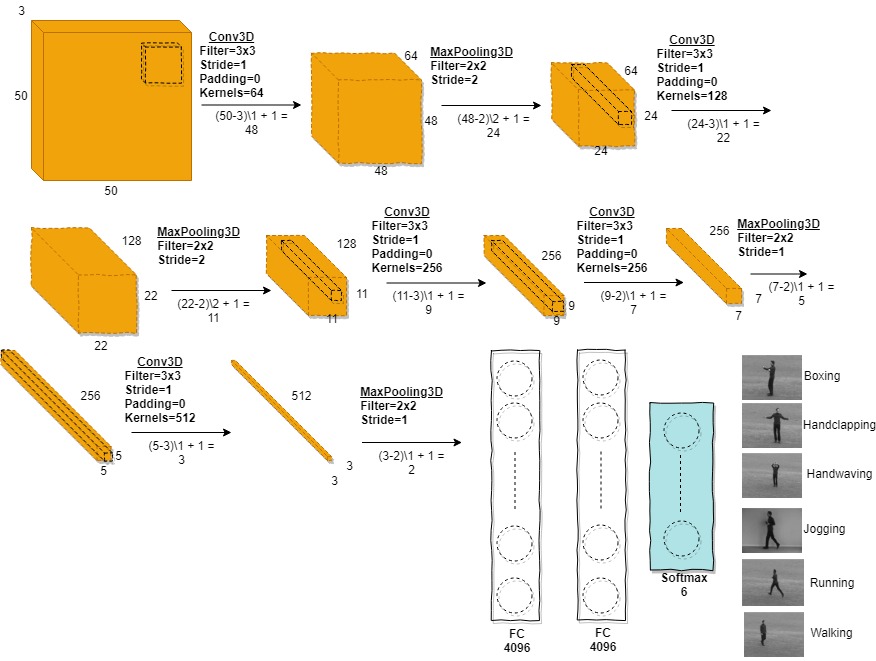 3
50
50
Conv3D
Filter=3x3
Stride=1
Padding=0
Kernels=64
(50-3)\1 + 1 =
48
64
48
48
MaxPooling3D
Filter=2x2
Stride=2
(48-2)\2 + 1 =
24
64
24
24
Conv3D
Filter=3x3
Stride=1
Padding=0
Kernels=128
(24-3)\1 + 1 =
22
128
22
22
MaxPooling3D
Filter=2x2
Stride=2
(22-2)\2 + 1 =
11
128
11
11
Conv3D
Filter=3x3
Stride=1
Padding=0
Kernels=256
(11-3)\1 + 1 =
9
256
9
9
Conv3D
Filter=3x3
Stride=1
Padding=0
Kernels=256
(9-2)\1 + 1 =
7
256
7
7
MaxPooling3D
Filter=2x2
Stride=1
(7-2)\1 + 1 =
5
256
5
5
Conv3D
Filter=3x3
Stride=1
Padding=0
Kernels=512
(5-3)\1 + 1 =
3
512
3
3
MaxPooling3D
Filter=2x2
Stride=1
(3-2)\1 + 1 =
2
FC
4096
FC
4096
Softmax
6
Boxing
Handclapping
Handwaving
Jogging
Running
Walking